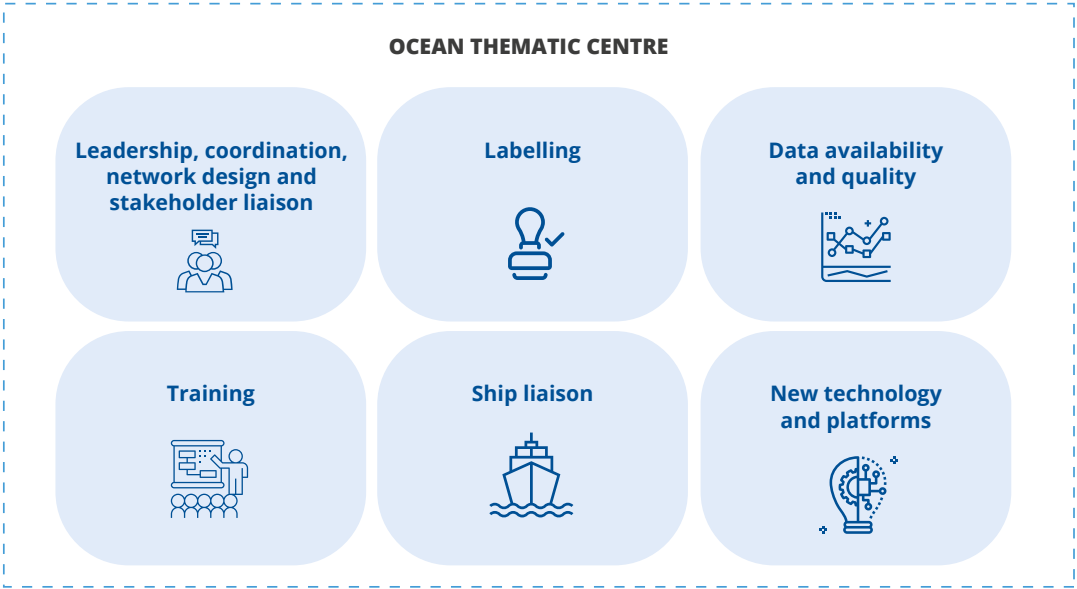 OCEAN THEMATIC CENTRE
Leadership, coordination,
network design and
stakeholder liaison
Labelling
Data availability
and quality
Training
Ship liaison
New technology
and platforms